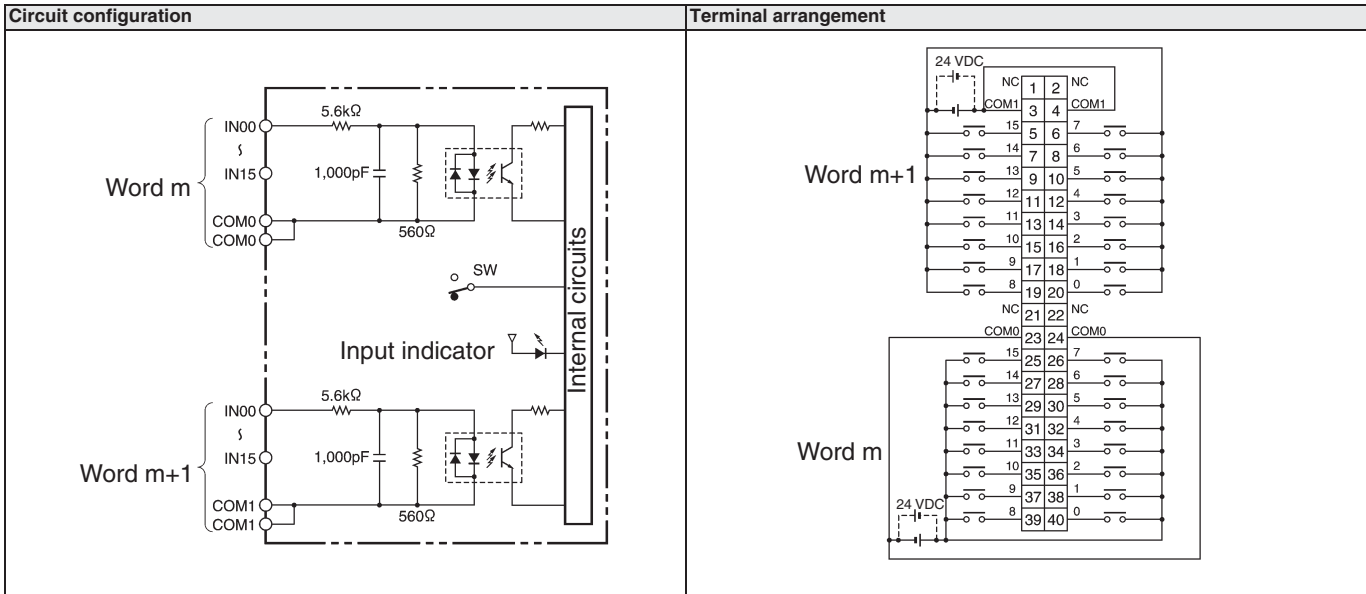 Circuit configuration
Terminal arrangement
5.6kΩ
IN00
IN15
1,000pF
Word m
COM0
COM0
560Ω
SW
Input indicator
Internal circuits
5.6kΩ
IN00
IN15
1,000pF
Word m+1
COM1
COM1
560Ω
24 VDC
NC 1 2 NC
COM1 3 4 COM1
15 5 6 7
14 7 8 6
Word m+1
13 9 10 5
12 11 12 4
11 13 14 3
10 15 16 2
9 17 18 1
8 19 20 0
NC 21 22 NC
COM0 23 24 COM0
15 25 26 7
14 27 28 6
13 29 30 5
12 31 32 4
Word m
11 33 34 3
10 35 36 2
9 37 38 1
24 VDC
8 39 40 0